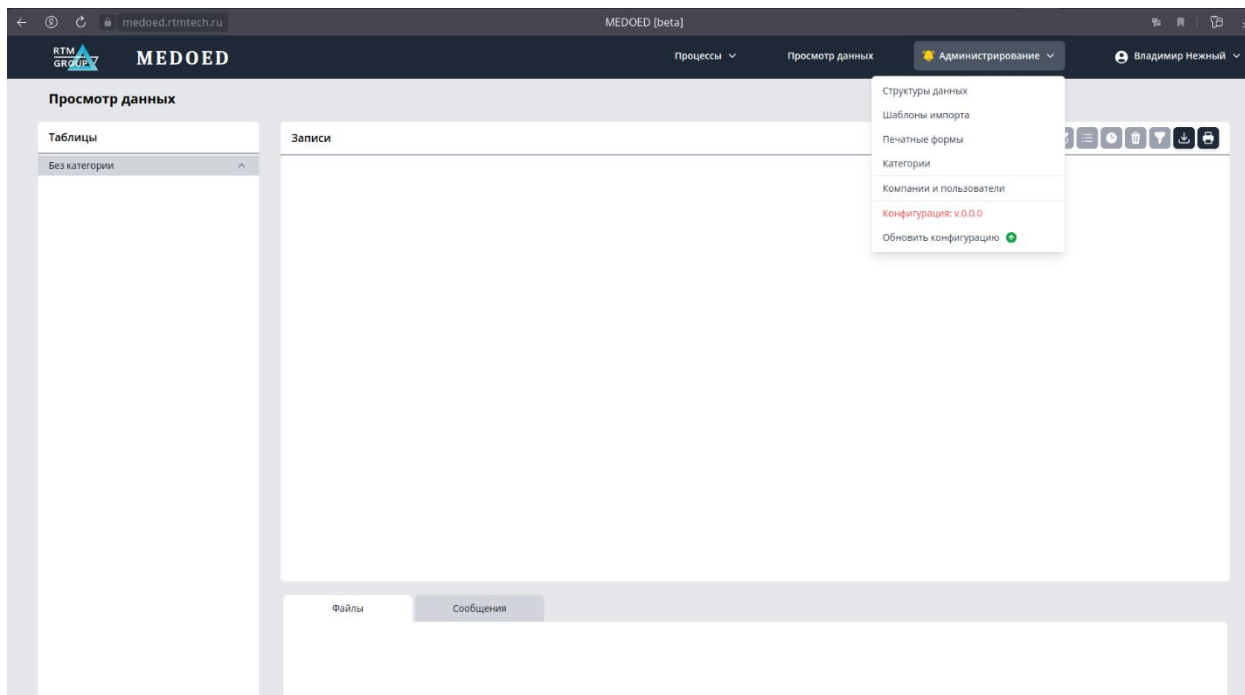 medoed.rtmtech.ru
MEDOED [beta]
RTM GROUP
MEDOED
Процессы
Просмотр данных
Администрирование
Владимир Нежный
Просмотр данных
Таблицы
Без категории
Записи
Структуры данных
Шаблоны импорта
Печатные формы
Категории
Компании и пользователи
Конфигурация: v.0.0.0
Обновить конфигурацию
Файлы
Сообщения